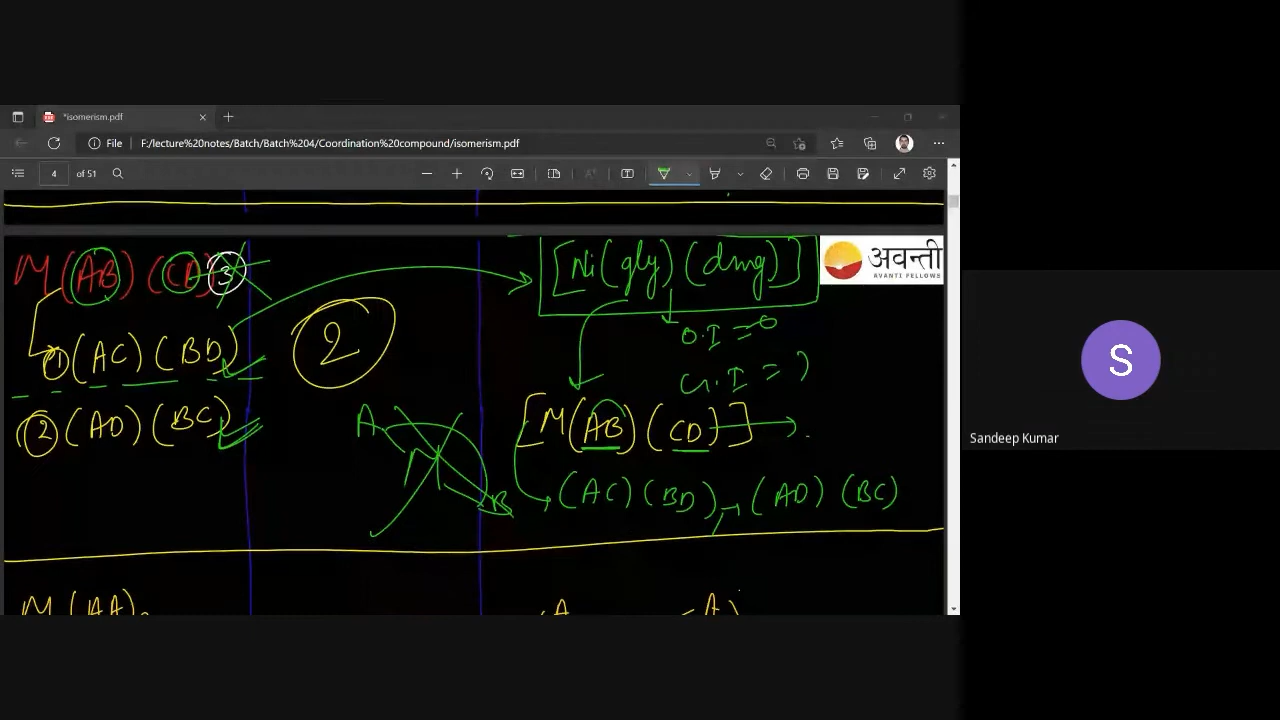 *isomerism.pdf
File F:/lecture%20notes/Batch/Batch%204/Coordination%20compound/isomerism.pdf
4 of 51
M(AB)(CD) 3
① (AC)(BD)
② (AD)(BC)
2
[Ni(gly)(dmg)]
अवन्ती
AVANTI FELLOWS
O.I = 0
G.I = ?
[M(AB)(CD)]
(AC)(BD), (AD)(BC)
A
M
B
M(AA)
A
A
S
Sandeep Kumar